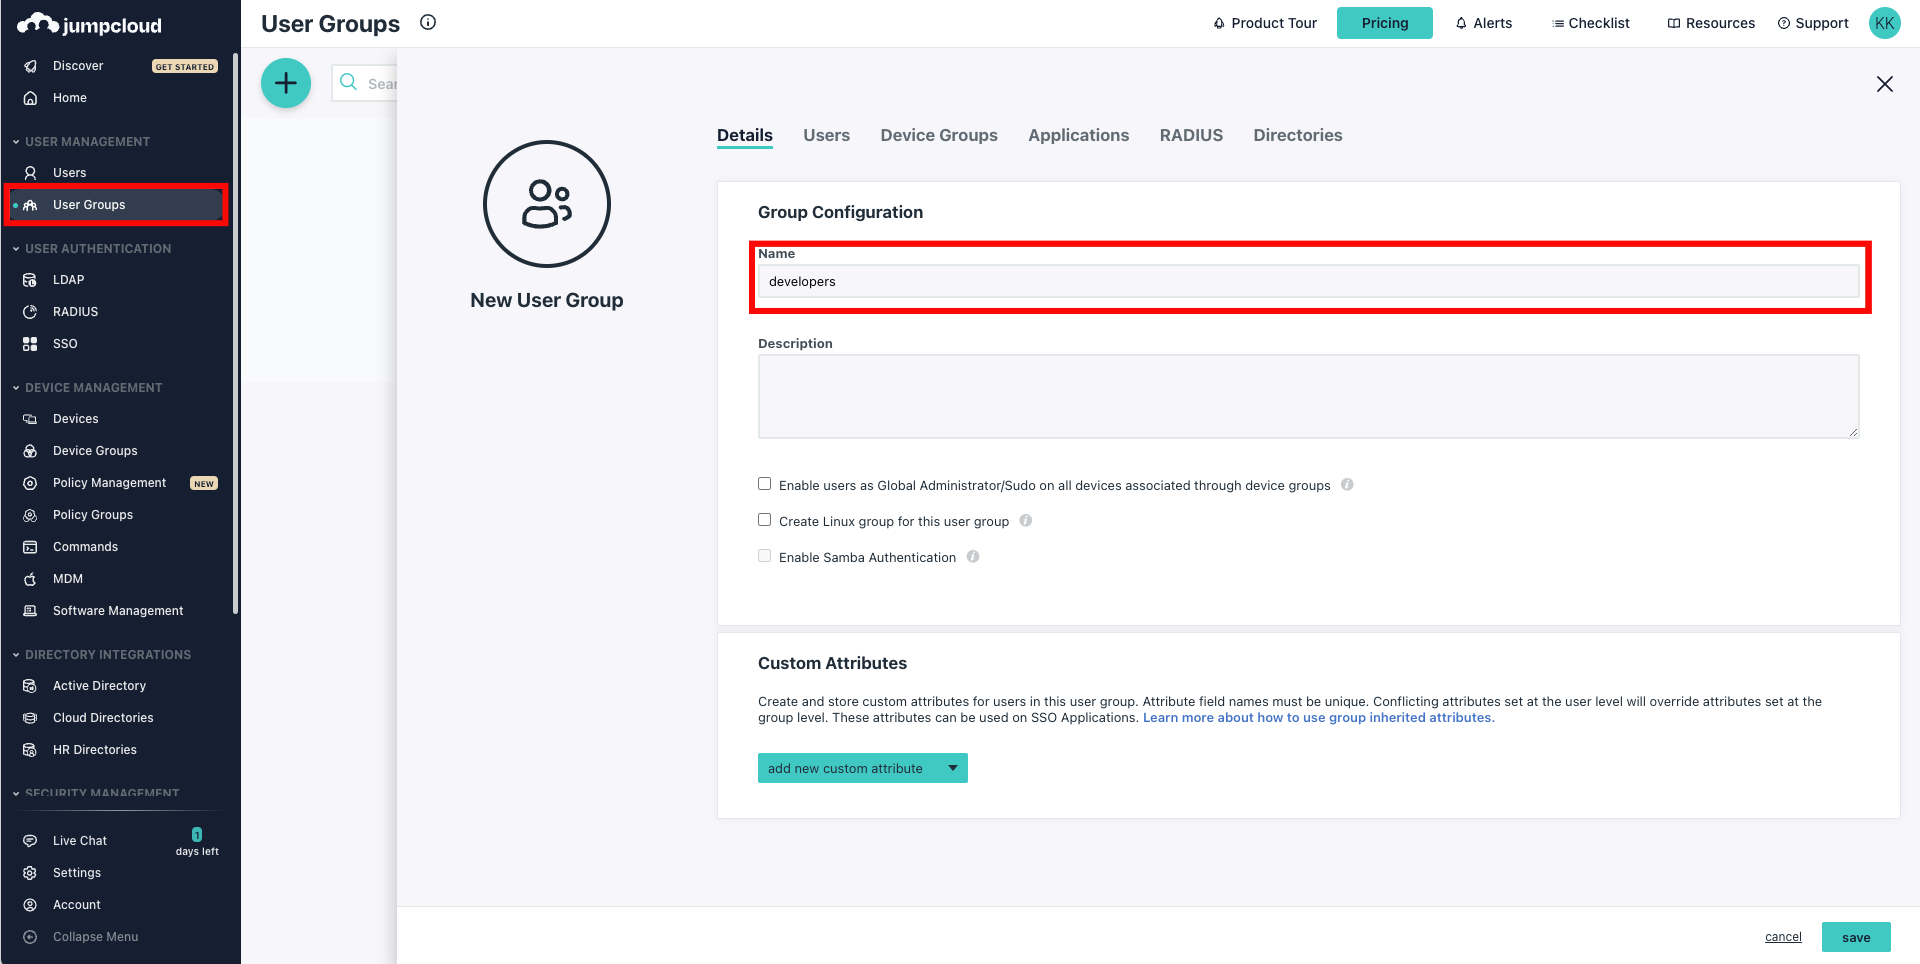 jumpcloud
Discover
GET STARTED
Home
USER MANAGEMENT
Users
User Groups
USER AUTHENTICATION
LDAP
RADIUS
SSO
DEVICE MANAGEMENT
Devices
Device Groups
Policy Management
NEW
Policy Groups
Commands
MDM
Software Management
DIRECTORY INTEGRATIONS
Active Directory
Cloud Directories
HR Directories
SECURITY MANAGEMENT
Live Chat
1
days left
Settings
Account
Collapse Menu
User Groups
Product Tour
Pricing
Alerts
Checklist
Resources
Support
KK
Sear
New User Group
Details
Users
Device Groups
Applications
RADIUS
Directories
Group Configuration
Name
developers
Description
Enable users as Global Administrator/Sudo on all devices associated through device groups
Create Linux group for this user group
Enable Samba Authentication
Custom Attributes
Create and store custom attributes for users in this user group. Attribute field names must be unique. Conflicting attributes set at the user level will override attributes set at the
group level. These attributes can be used on SSO Applications. Learn more about how to use group inherited attributes.
add new custom attribute
cancel
save